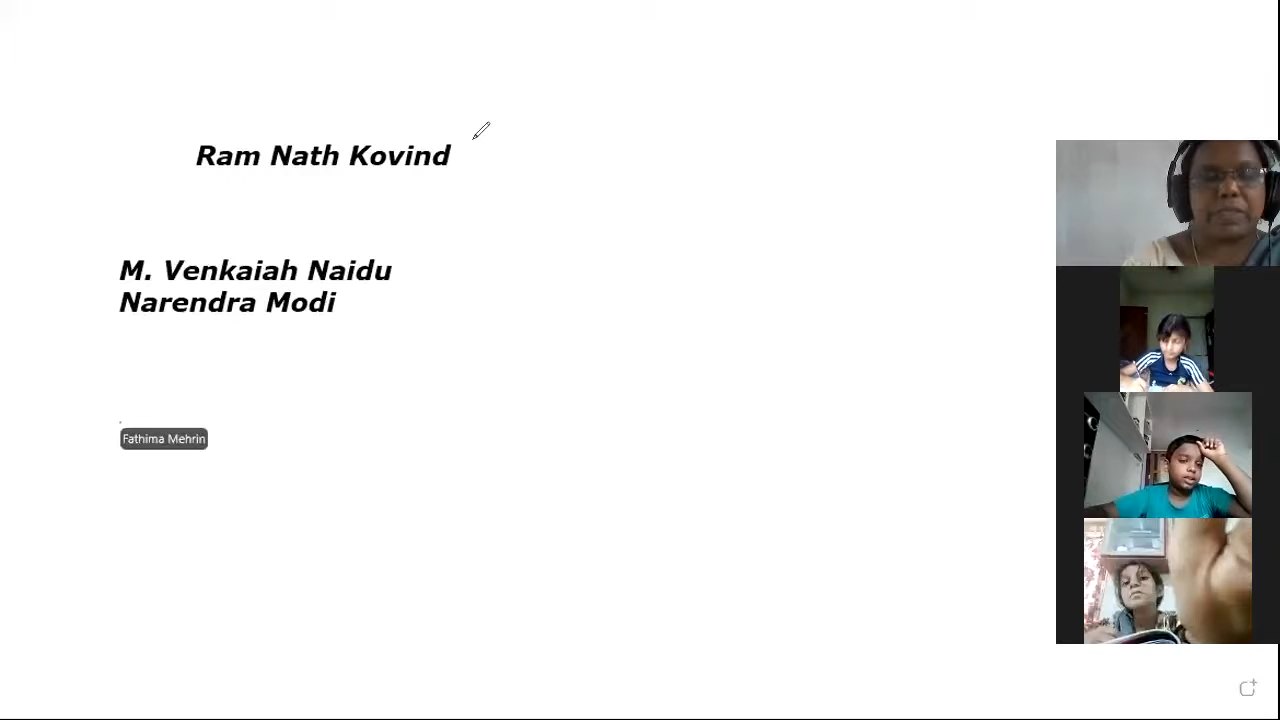 Ram Nath Kovind
M. Venkaiah Naidu
Narendra Modi
Fathima Mehrin